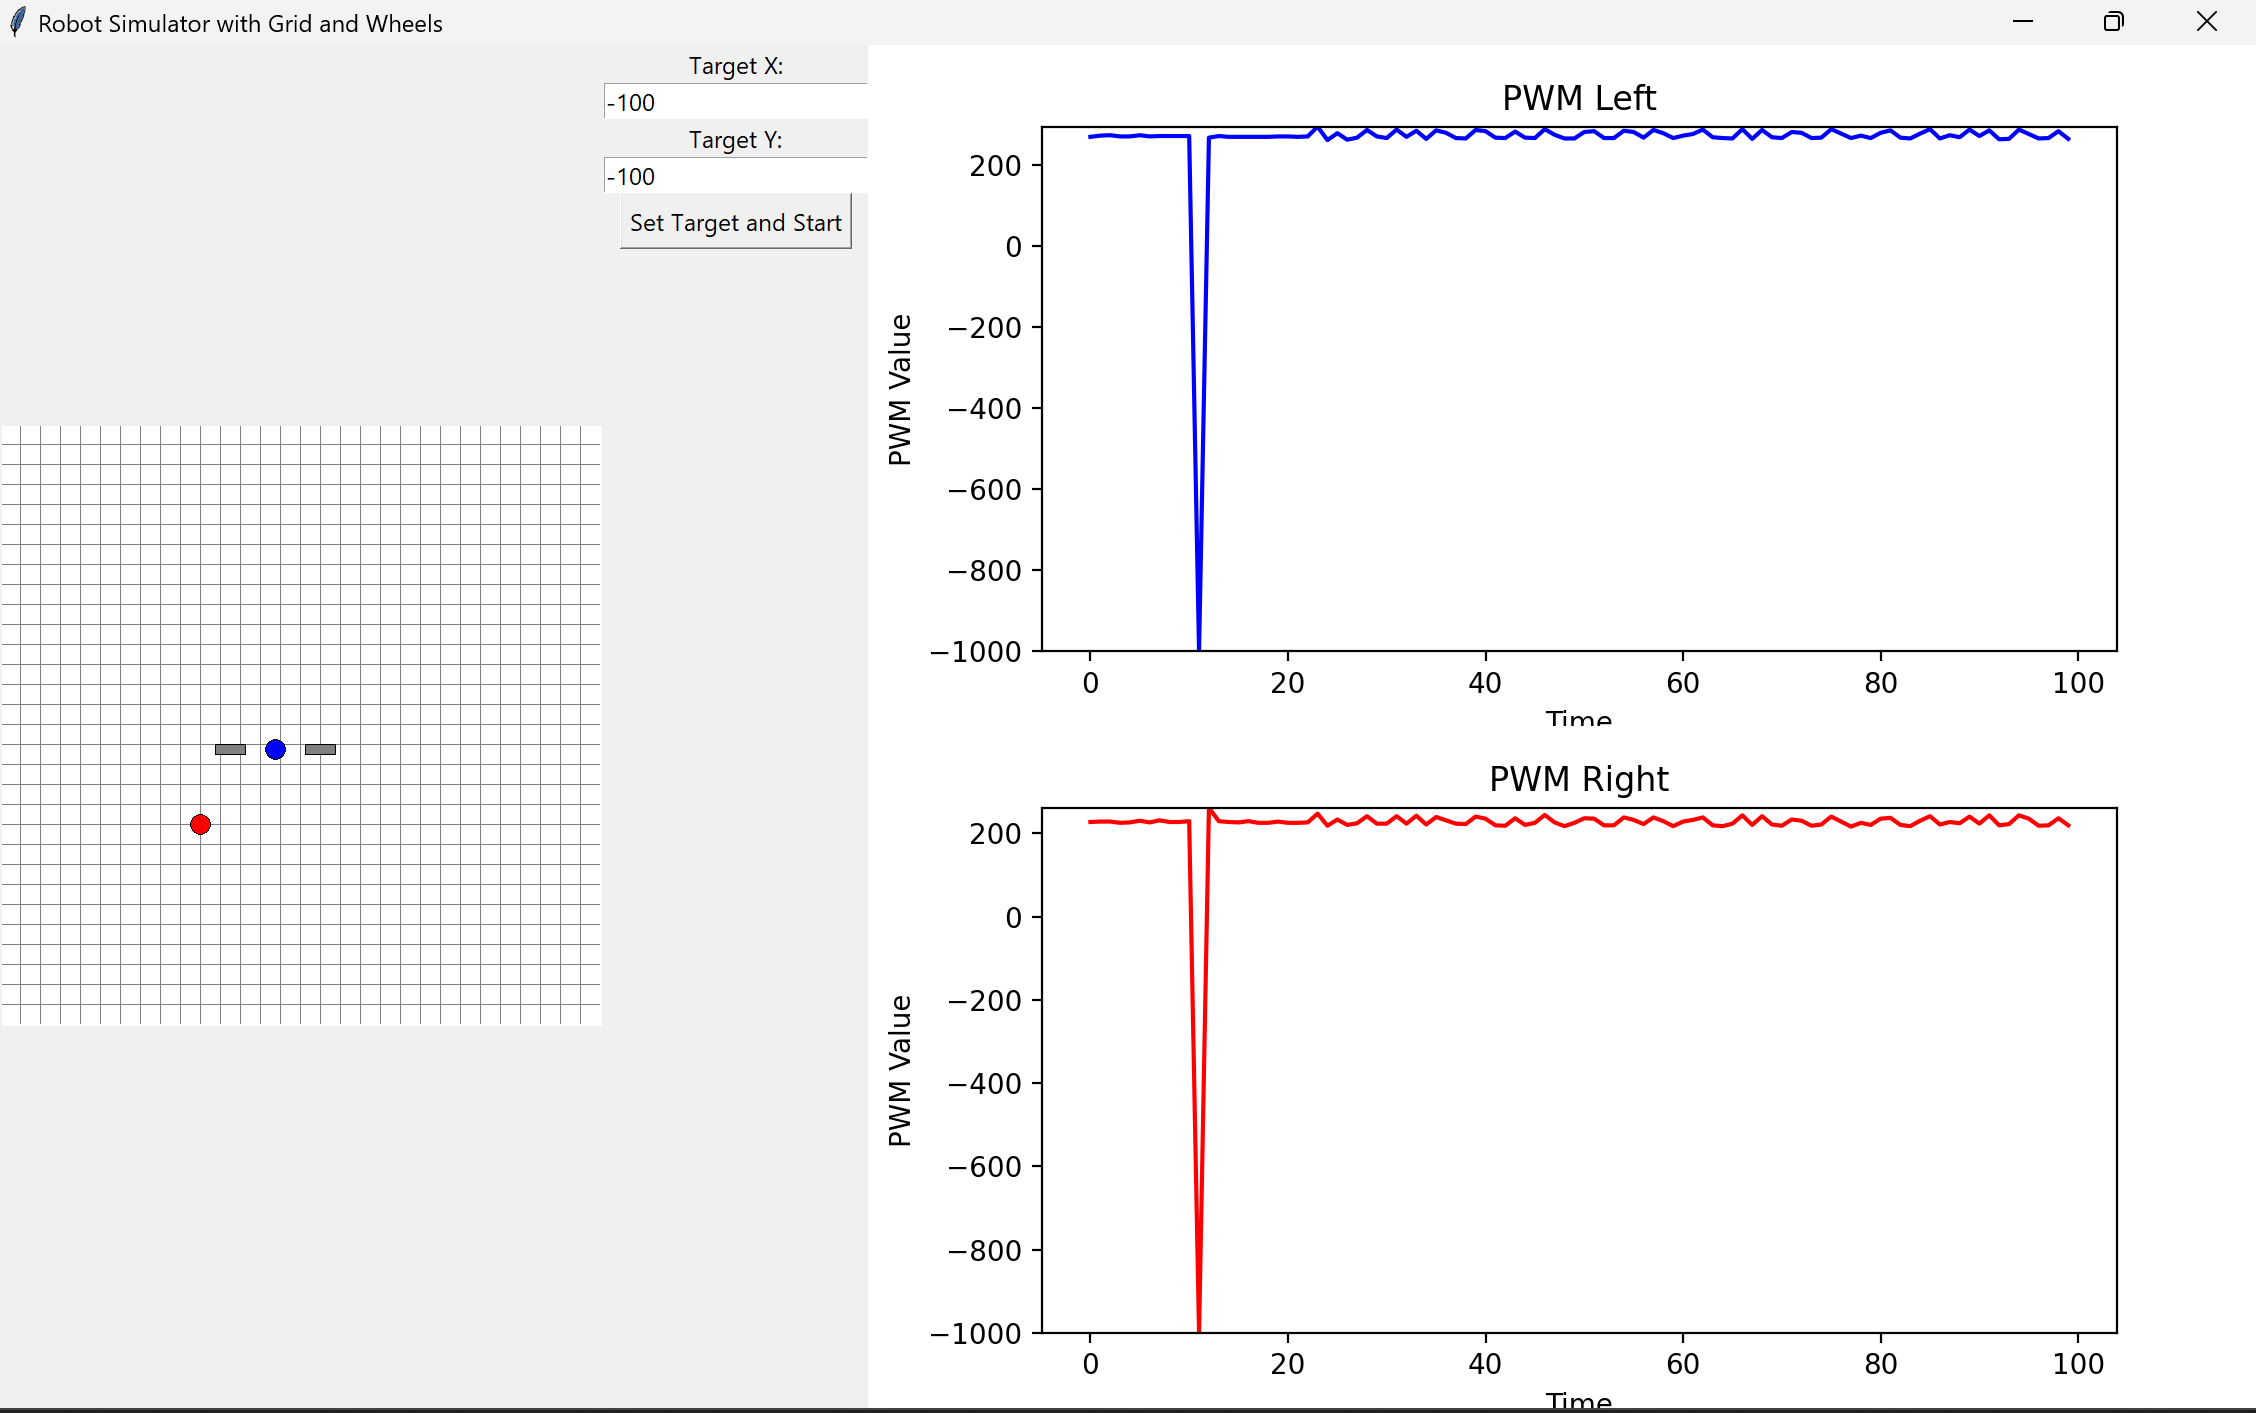 Robot Simulator with Grid and Wheels
Target X:
-100
Target Y:
-100
Set Target and Start
PWM Left
PWM Value
200
0
−200
−400
−600
−800
−1000
0 20 40 60 80 100
Time
PWM Right
PWM Value
200
0
−200
−400
−600
−800
−1000
0 20 40 60 80 100
Time